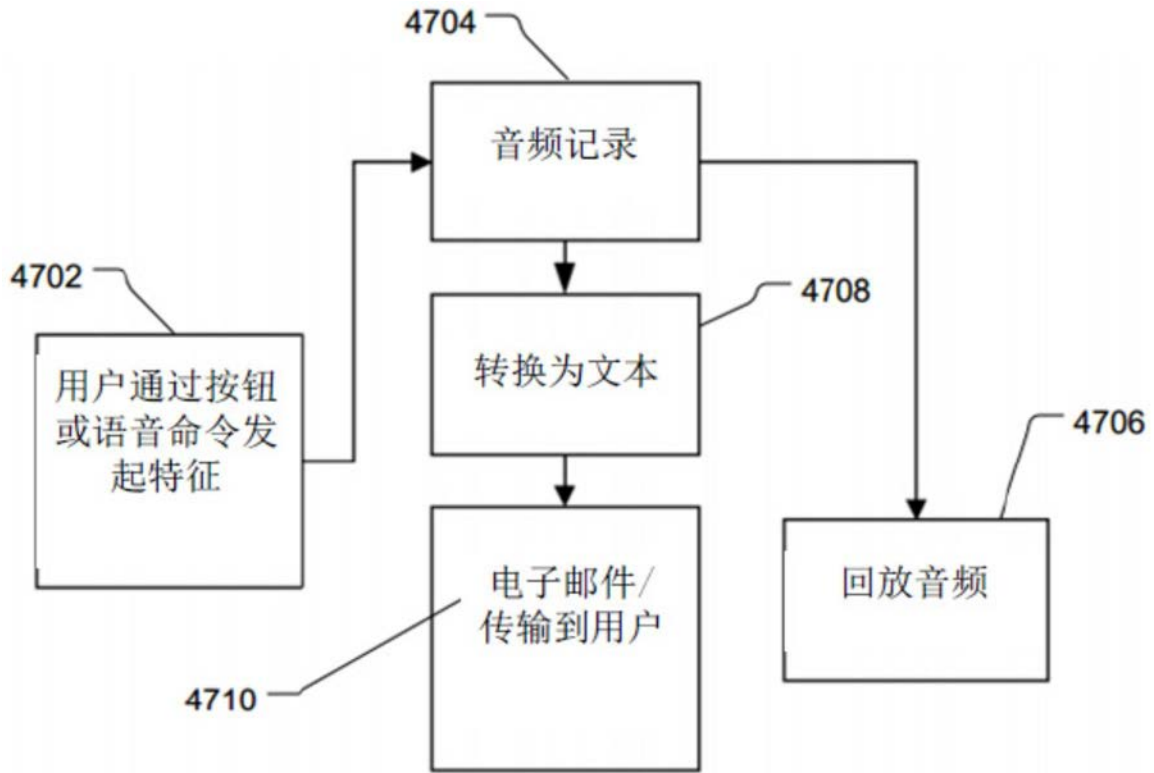 4704
音频记录
4702
4708
用户通过按钮
或语音命令发
起特征
转换为文本
4706
电子邮件/
传输到用户
回放音频
4710